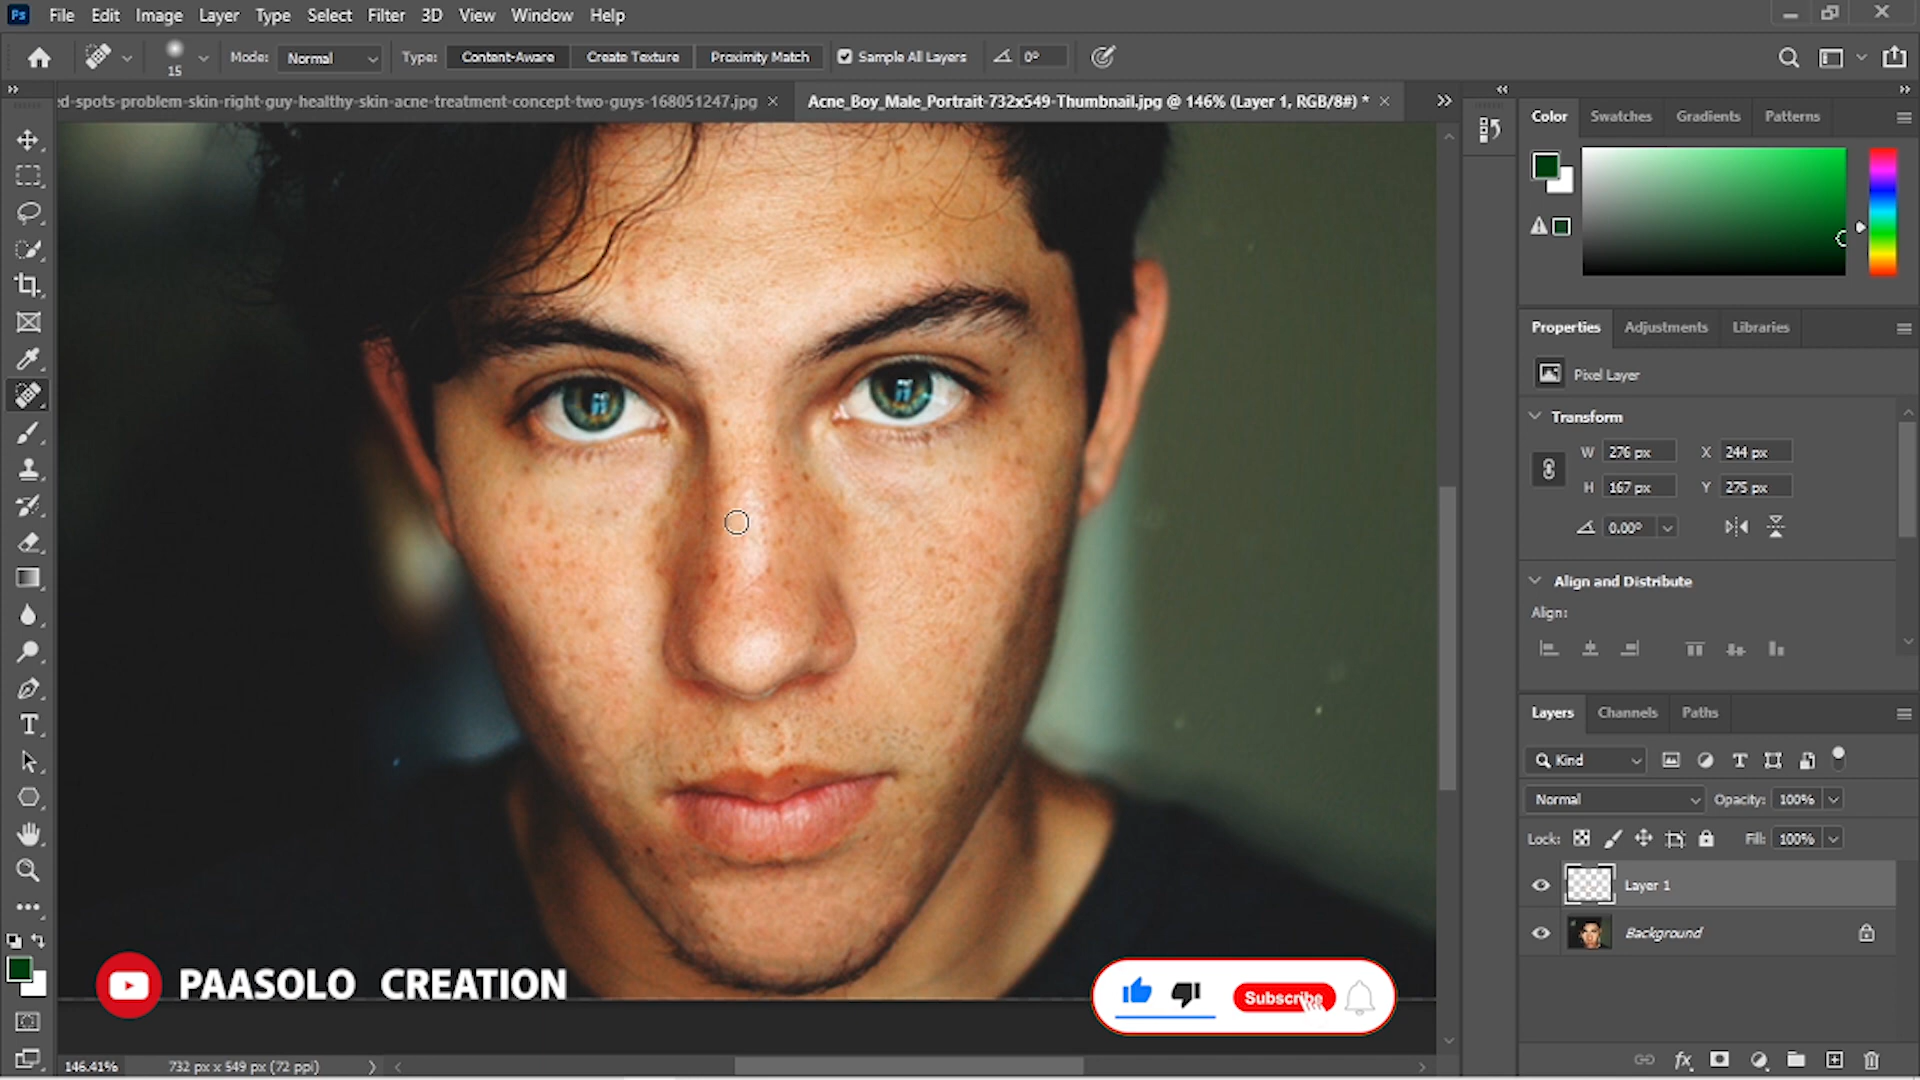 Ps File Edit Image Layer Type Select Filter 3D View Window Help
15 Mode: Normal Type: Content-Aware Create Texture Proximity Match Sample All Layers 0°
ed-spots-problem-skin-right-guy-healthy-skin-acne-treatment-concept-two-guys-168051247.jpg × Acne_Boy_Male_Portrait-732x549-Thumbnail.jpg @ 146% (Layer 1, RGB/8#) * ×
Color Swatches Gradients Patterns
Properties Adjustments Libraries
Pixel Layer
Transform
W 276 px X 244 px
H 167 px Y 275 px
0.00°
Align and Distribute
Align:
Layers Channels Paths
Kind
Normal Opacity: 100%
Lock: Fill: 100%
Layer 1
Background
PAASOLO CREATION
Subscribe
146.41% 732 px x 549 px (72 ppi)